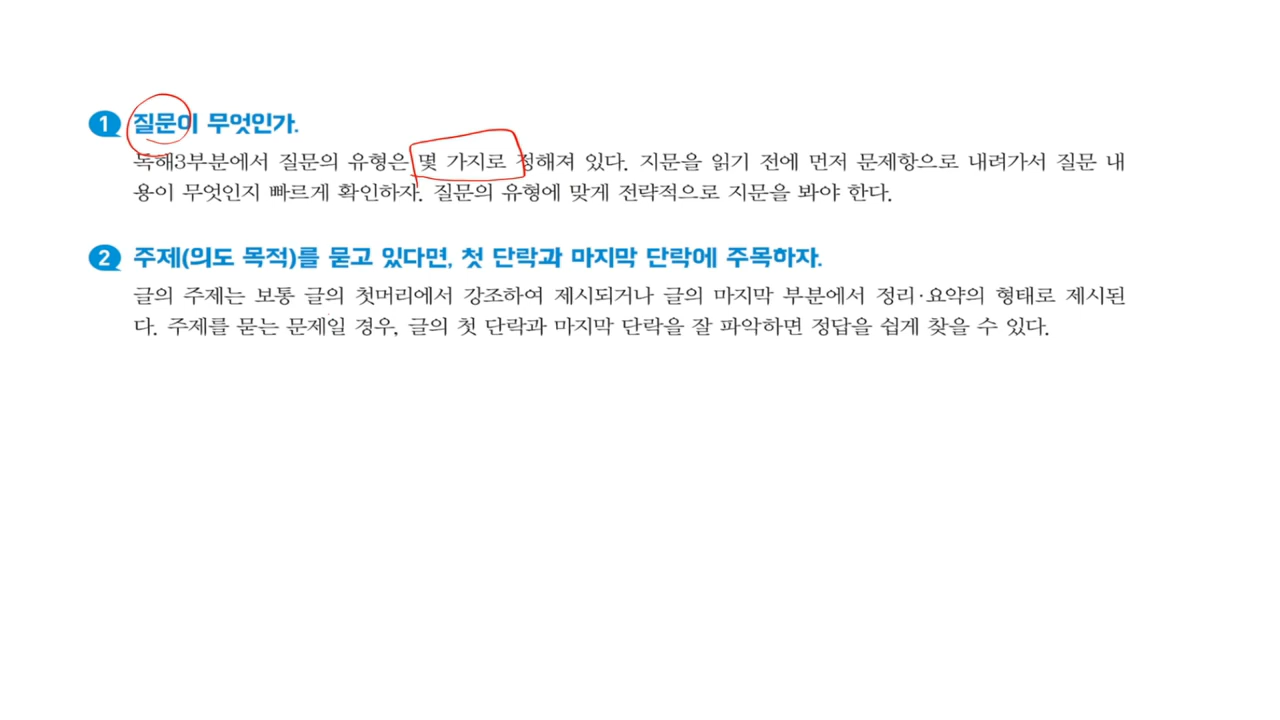 1 질문이 무엇인가.
독해3부분에서 질문의 유형은 몇 가지로 정해져 있다. 지문을 읽기 전에 먼저 문제항으로 내려가서 질문 내
용이 무엇인지 빠르게 확인하자. 질문의 유형에 맞게 전략적으로 지문을 봐야 한다.
2 주제(의도 목적)를 묻고 있다면, 첫 단락과 마지막 단락에 주목하자.
글의 주제는 보통 글의 첫머리에서 강조하여 제시되거나 글의 마지막 부분에서 정리·요약의 형태로 제시된
다. 주제를 묻는 문제일 경우, 글의 첫 단락과 마지막 단락을 잘 파악하면 정답을 쉽게 찾을 수 있다.